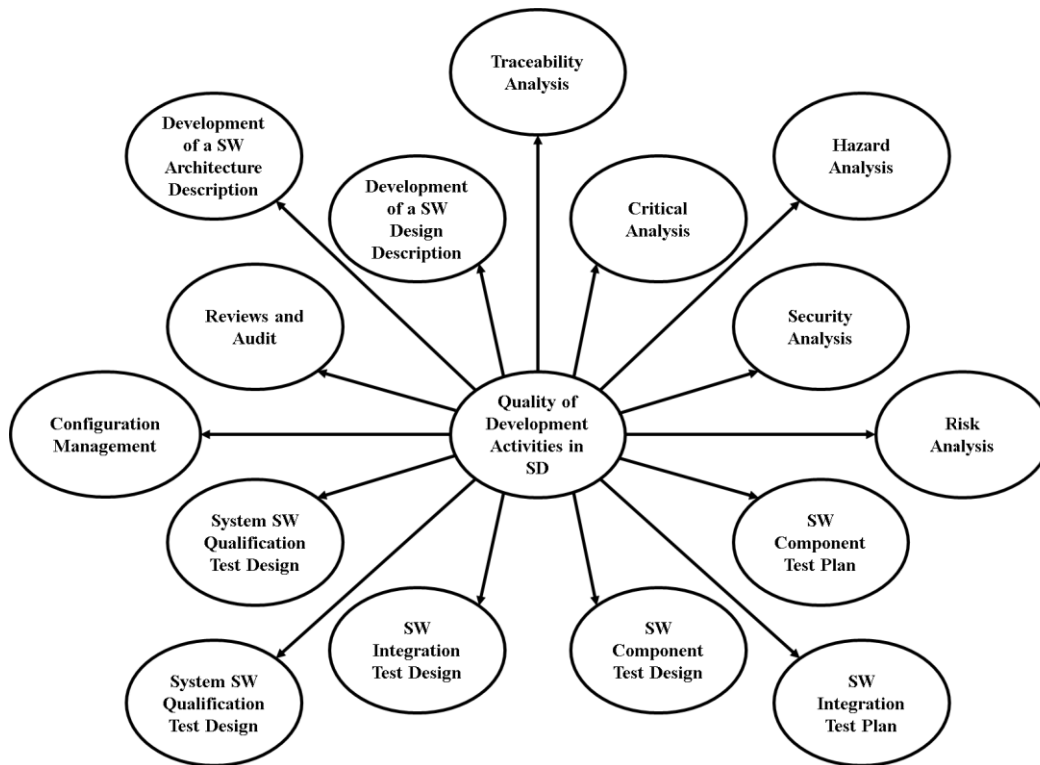 Traceability
Analysis
Development
of a SW
Architecture
Description
Hazard
Analysis
Development
of a SW
Design
Description
Critical
Analysis
Reviews and
Audit
Security
Analysis
Configuration
Management
Quality of
Development
Activities in
SD
Risk
Analysis
System SW
Qualification
Test Design
SW
Component
Test Plan
SW
Integration
Test Design
SW
Component
Test Design
System SW
Qualification
Test Design
SW
Integration
Test Plan